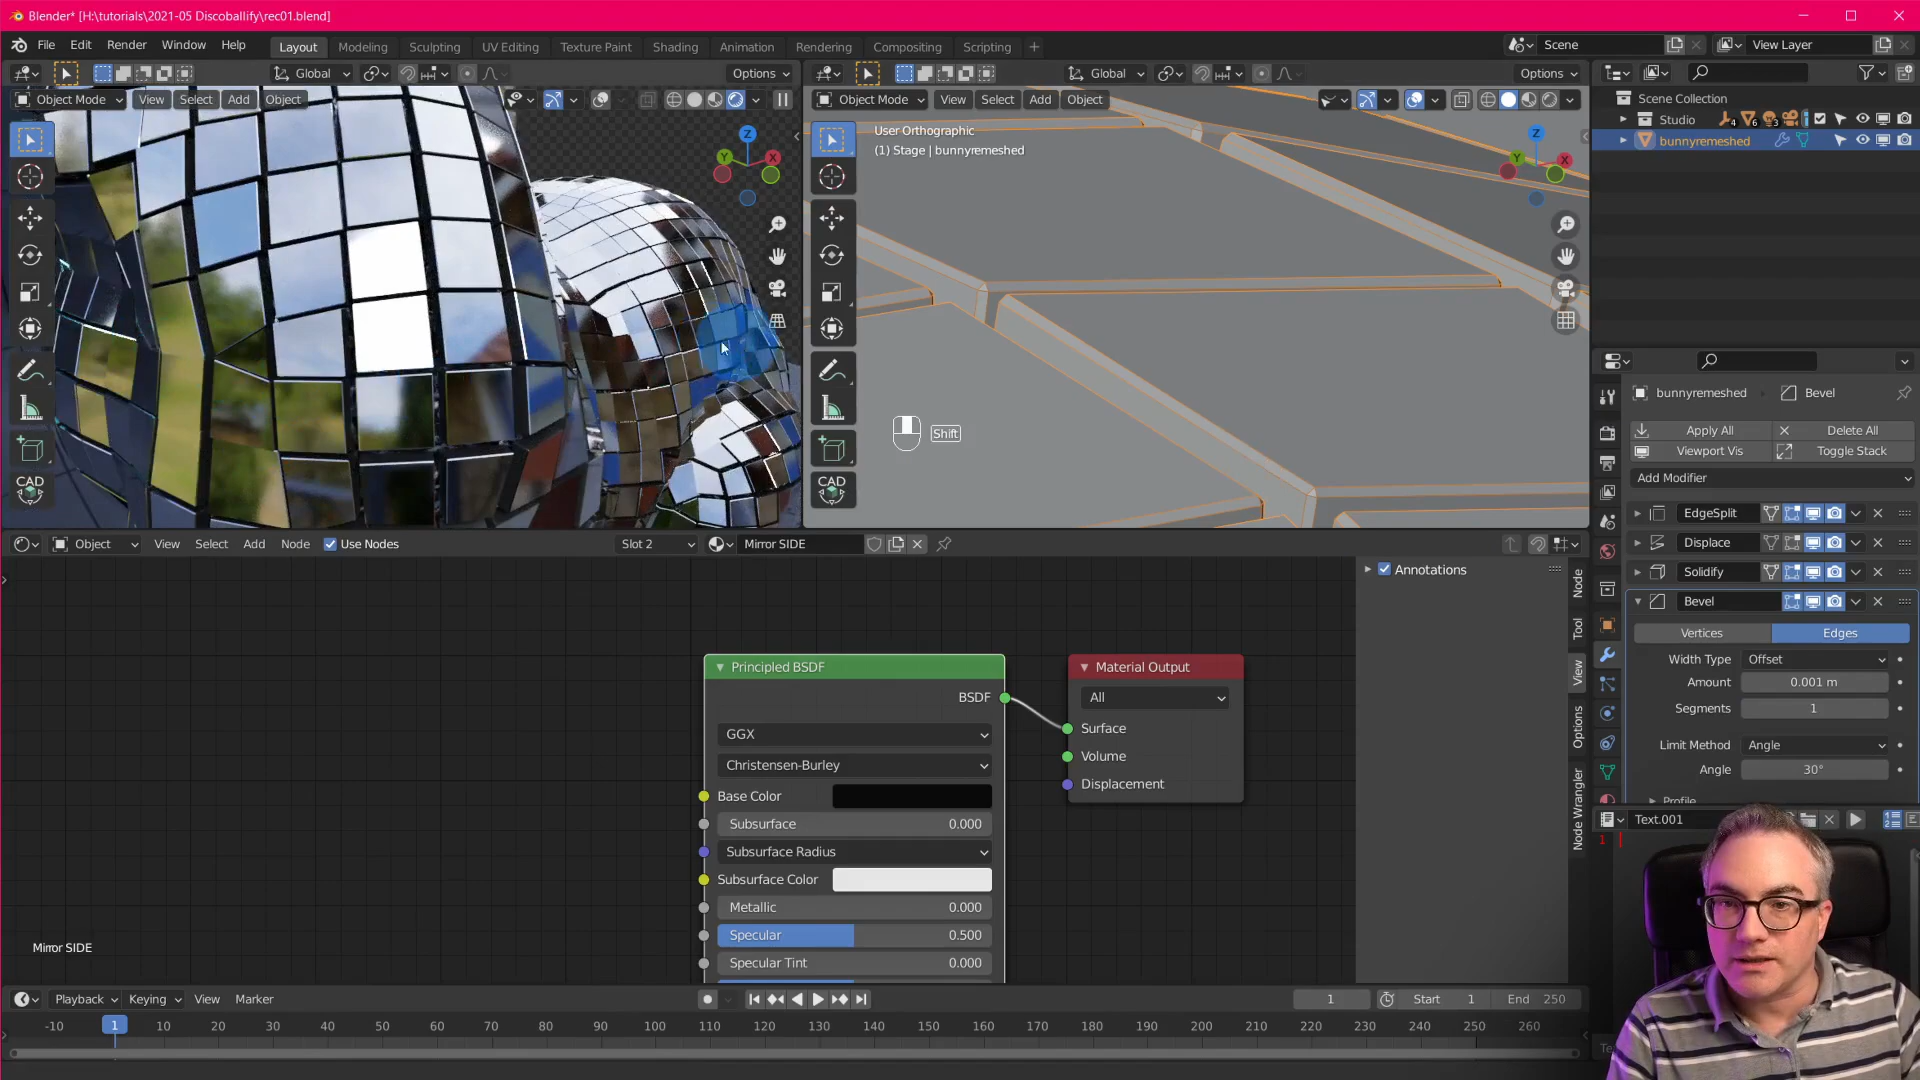 Blender* [H:\tutorials\2021-05 Discoballify\rec01.blend]
File Edit Render Window Help Layout Modeling Sculpting UV Editing Texture Paint Shading Animation Rendering Compositing Scripting + Scene View Layer
Global Options Global Options
Object Mode View Select Add Object Object Mode View Select Add Object
Scene Collection
Studio
bunnyremeshed
User Orthographic
(1) Stage | bunnyremeshed
Z
Y X
Z
Y X
Shift
CAD
CAD
bunnyremeshed Bevel
Apply All Delete All
Viewport Vis Toggle Stack
Add Modifier
EdgeSplit
Displace
Solidify
Bevel
Vertices Edges
Width Type Offset
Amount 0.001 m
Segments 1
Limit Method Angle
Angle 30°
Profile
Text.001
1
Object View Select Add Node Use Nodes Slot 2 Mirror SIDE
Annotations
Node
Tool
View
Options
Node Wrangler
Principled BSDF
BSDF
GGX
Christensen-Burley
Base Color
Subsurface 0.000
Subsurface Radius
Subsurface Color
Metallic 0.000
Specular 0.500
Specular Tint 0.000
Material Output
All
Surface
Volume
Displacement
Mirror SIDE
Playback Keying View Marker 1 Start 1 End 250
-10 1 10 20 30 40 50 60 70 80 90 100 110 120 130 140 150 160 170 180 190 200 210 220 230 240 250 260